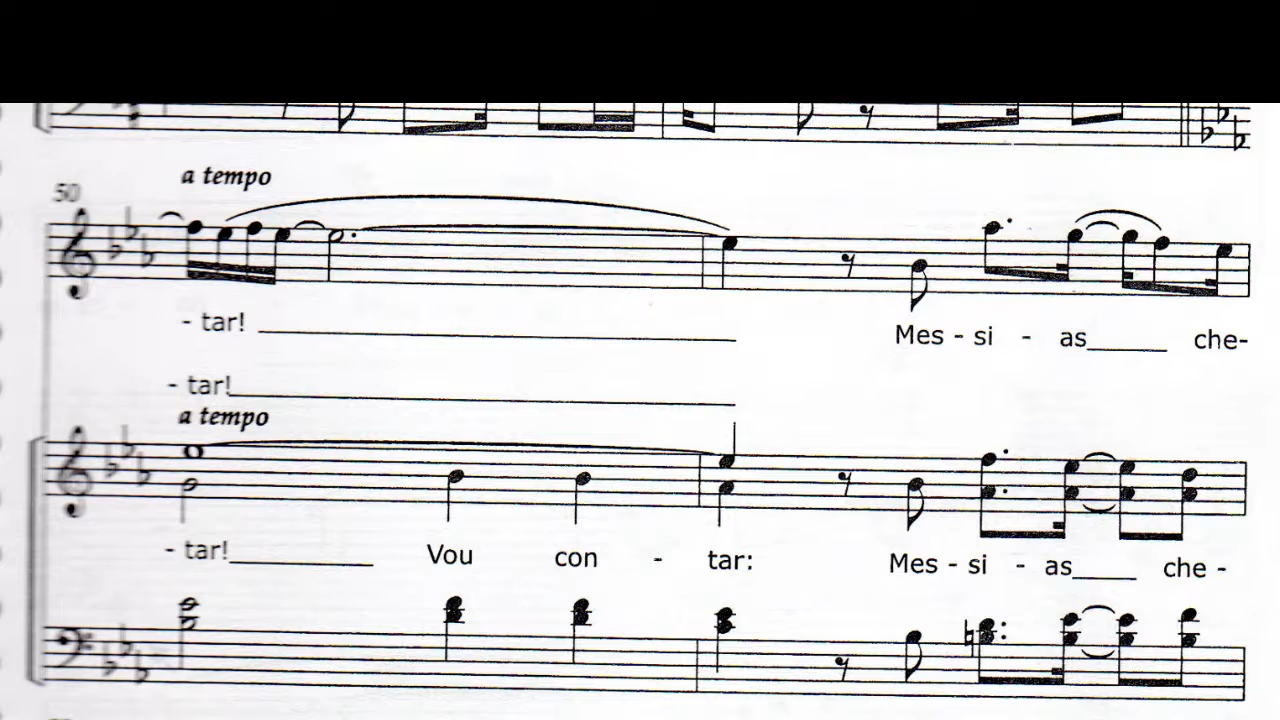 a tempo
50
- tar! Mes - si - as che-
- tar!
a tempo
- tar! Vou con - tar: Mes - si - as che -